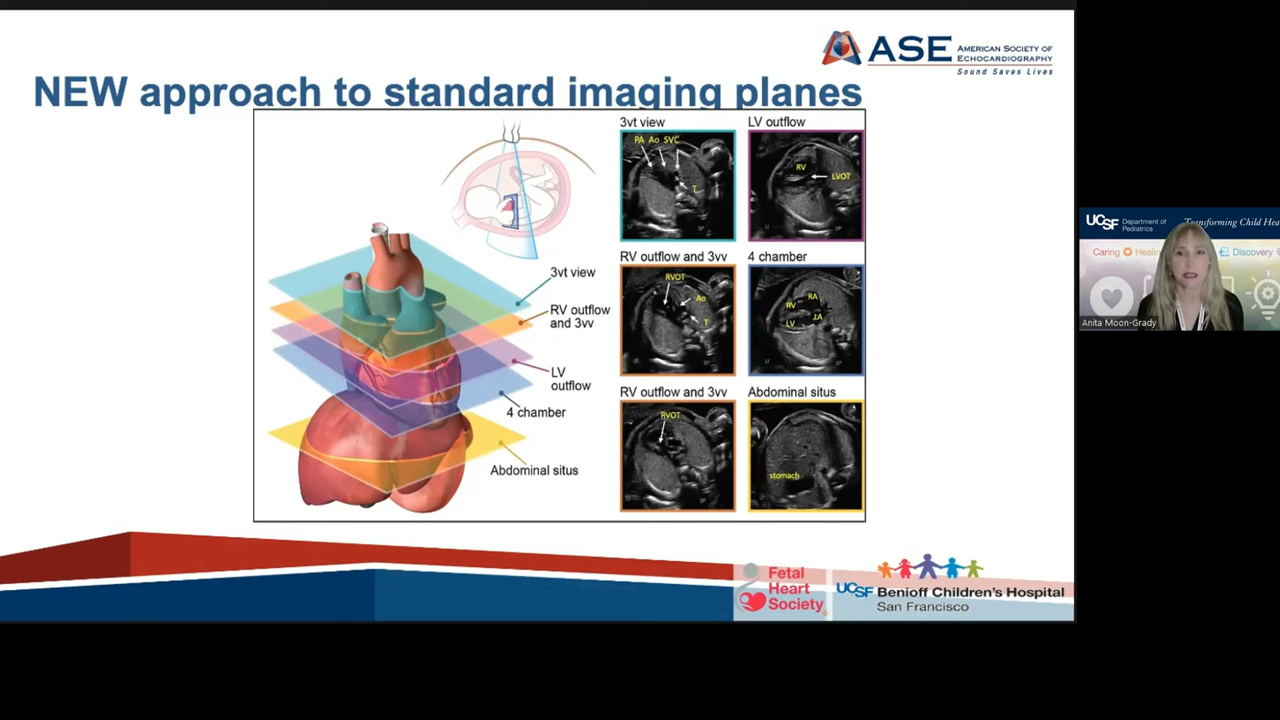 ASE AMERICAN SOCIETY OF
ECHOCARDIOGRAPHY
Sound Saves Lives
NEW approach to standard imaging planes
3vt view
RV outflow
and 3vv
LV
outflow
4 chamber
Abdominal situs
3vt view
PA Ao SVC
T
LV outflow
RV
LVOT
RV outflow and 3vv
RVOT
Ao
T
4 chamber
RA
RV
LA
LV
RV outflow and 3vv
RVOT
Abdominal situs
stomach
Fetal
Heart
Society
UCSF Benioff Children's Hospital
San Francisco
UCSF Department of
Pediatrics
Transforming Child Hea
Caring
Healin
Discovery
Anita Moon-Grady